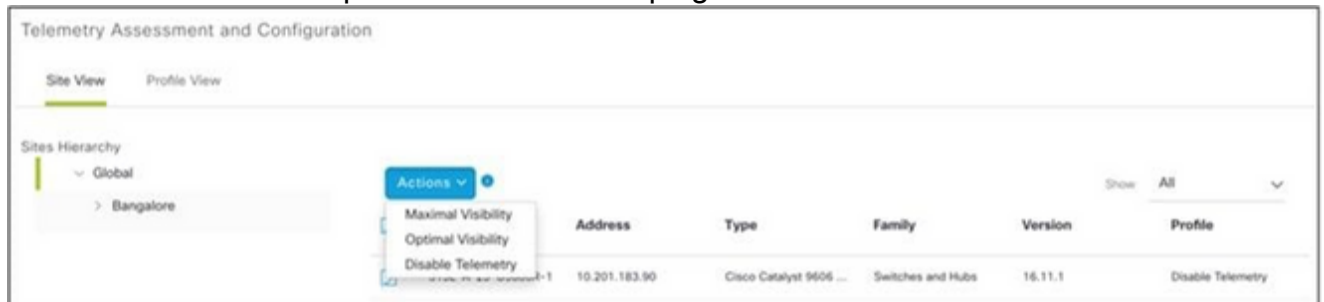 Telemetry Assessment and Configuration
Site View Profile View
Sites Hierarchy
Global
Bangalore
Actions
Show All
Maximal Visibility
Optimal Visibility
Disable Telemetry
Address Type Family Version Profile
10.201.183.90 Cisco Catalyst 9606 ... Switches and Hubs 16.11.1 Disable Telemetry